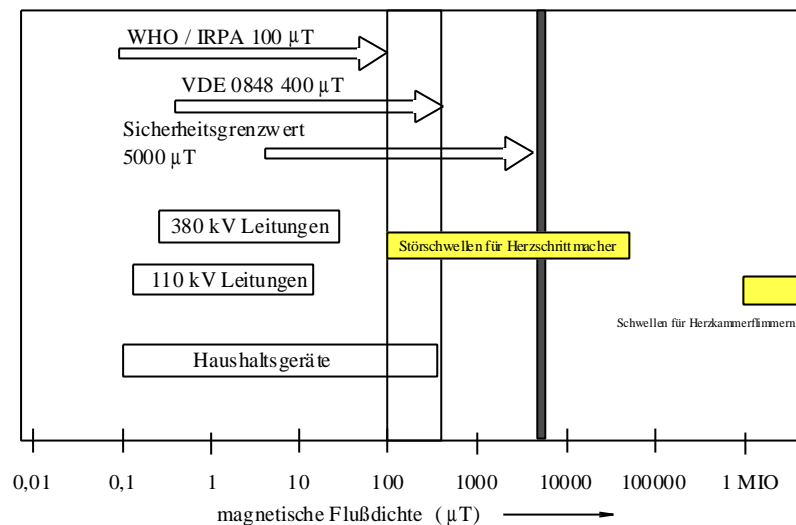 WHO / IRPA 100 µT
VDE 0848 400 µT
Sicherheitsgrenzwert
5000 µT
380 kV Leitungen
Störschwellen für Herzschrittmacher
110 kV Leitungen
Schwellen für Herzkammerflimmern
Haushaltsgeräte
0,01 0,1 1 10 100 1000 10000 100000 1 MIO
magnetische Flußdichte (µT)